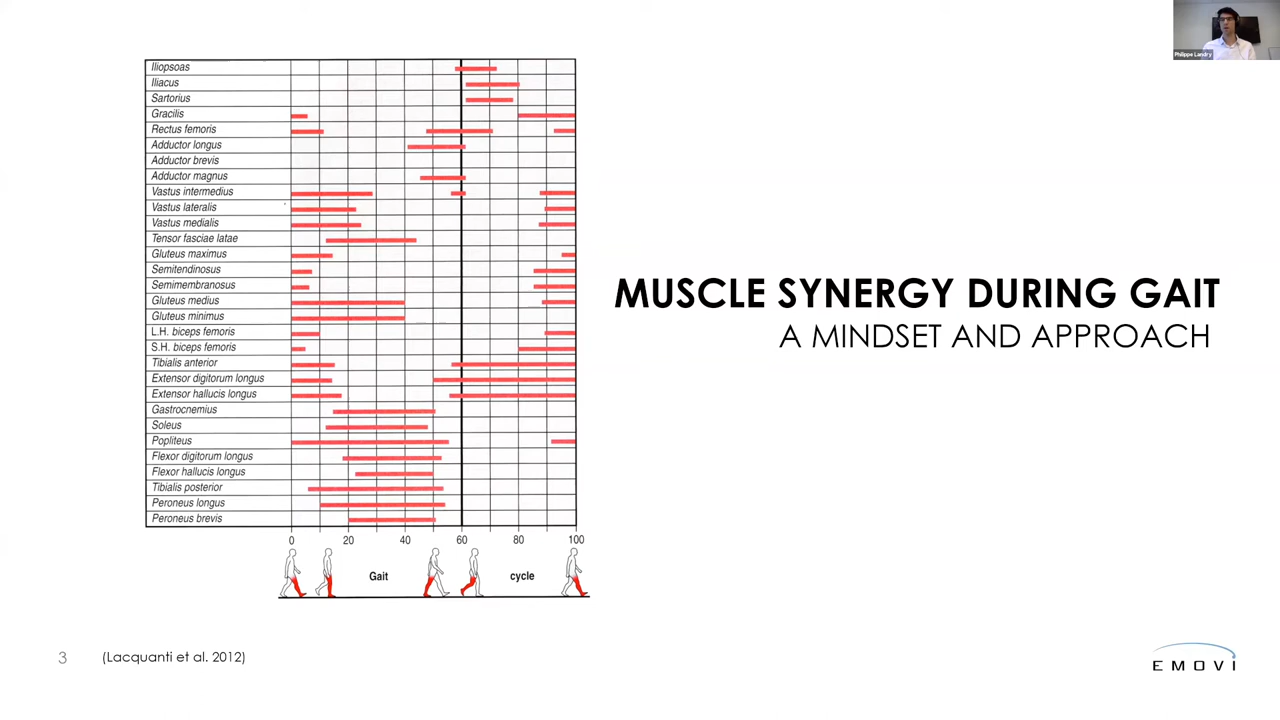 Philippe Landry
Iliopsoas
Iliacus
Sartorius
Gracilis
Rectus femoris
Adductor longus
Adductor brevis
Adductor magnus
Vastus intermedius
Vastus lateralis
Vastus medialis
Tensor fasciae latae
Gluteus maximus
Semitendinosus
Semimembranosus
Gluteus medius
Gluteus minimus
L.H. biceps femoris
S.H. biceps femoris
Tibialis anterior
Extensor digitorum longus
Extensor hallucis longus
Gastrocnemius
Soleus
Popliteus
Flexor digitorum longus
Flexor hallucis longus
Tibialis posterior
Peroneus longus
Peroneus brevis
0 20 40 60 80 100
Gait cycle
MUSCLE SYNERGY DURING GAIT
A MINDSET AND APPROACH
3 (Lacquanti et al. 2012)
EMOVI